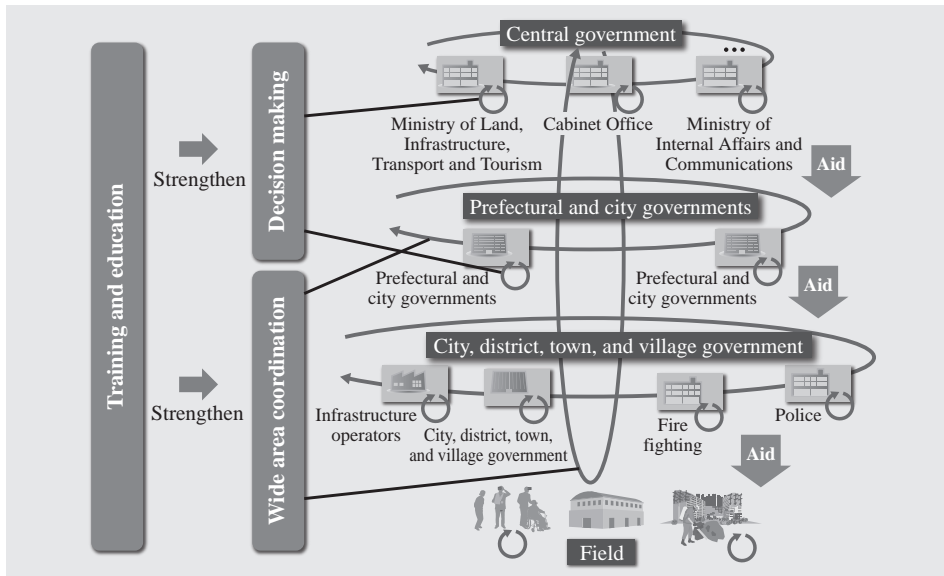 Training and education
Strengthen
Strengthen
Decision making
Wide area coordination
Central government
...
Ministry of Land,
Infrastructure,
Transport and Tourism
Cabinet Office
Ministry of
Internal Affairs and
Communications
Aid
Prefectural and city governments
Prefectural and
city governments
Prefectural and
city governments
Aid
City, district, town, and village government
Infrastructure
operators
City, district, town,
and village government
Fire
fighting
Police
Aid
Field